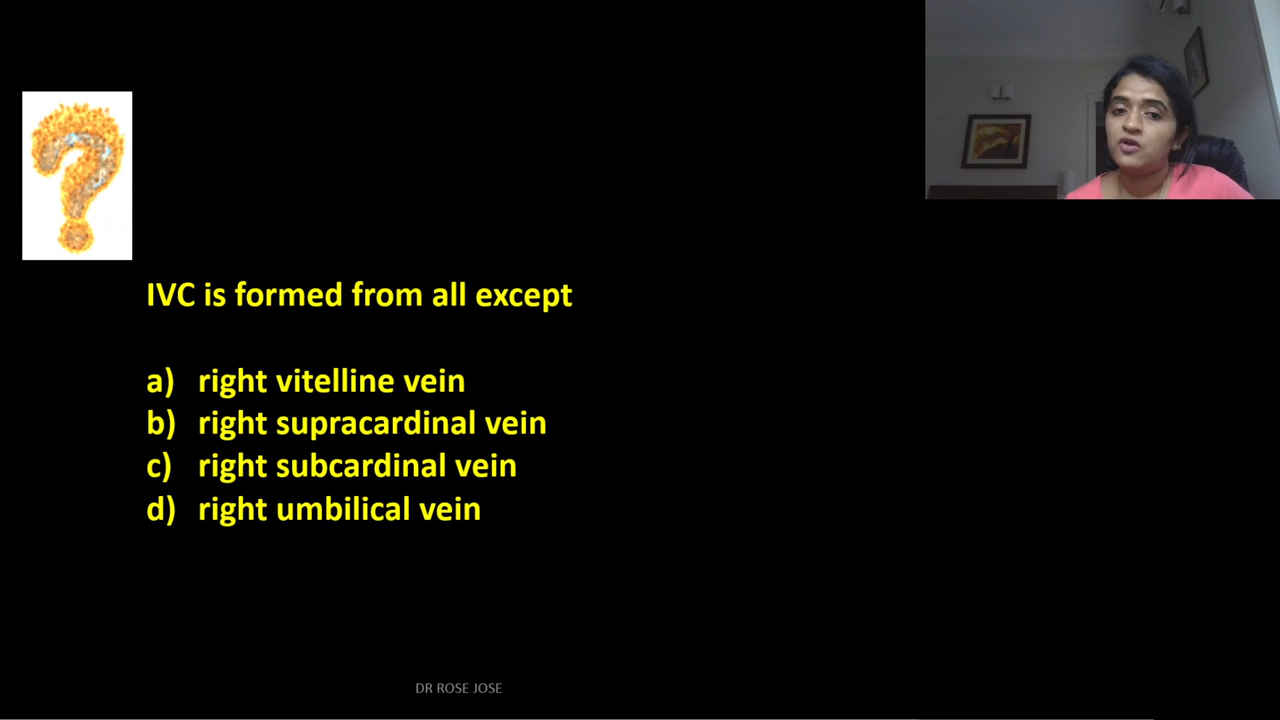 IVC is formed from all except
a) right vitelline vein
b) right supracardinal vein
c) right subcardinal vein
d) right umbilical vein
DR ROSE JOSE